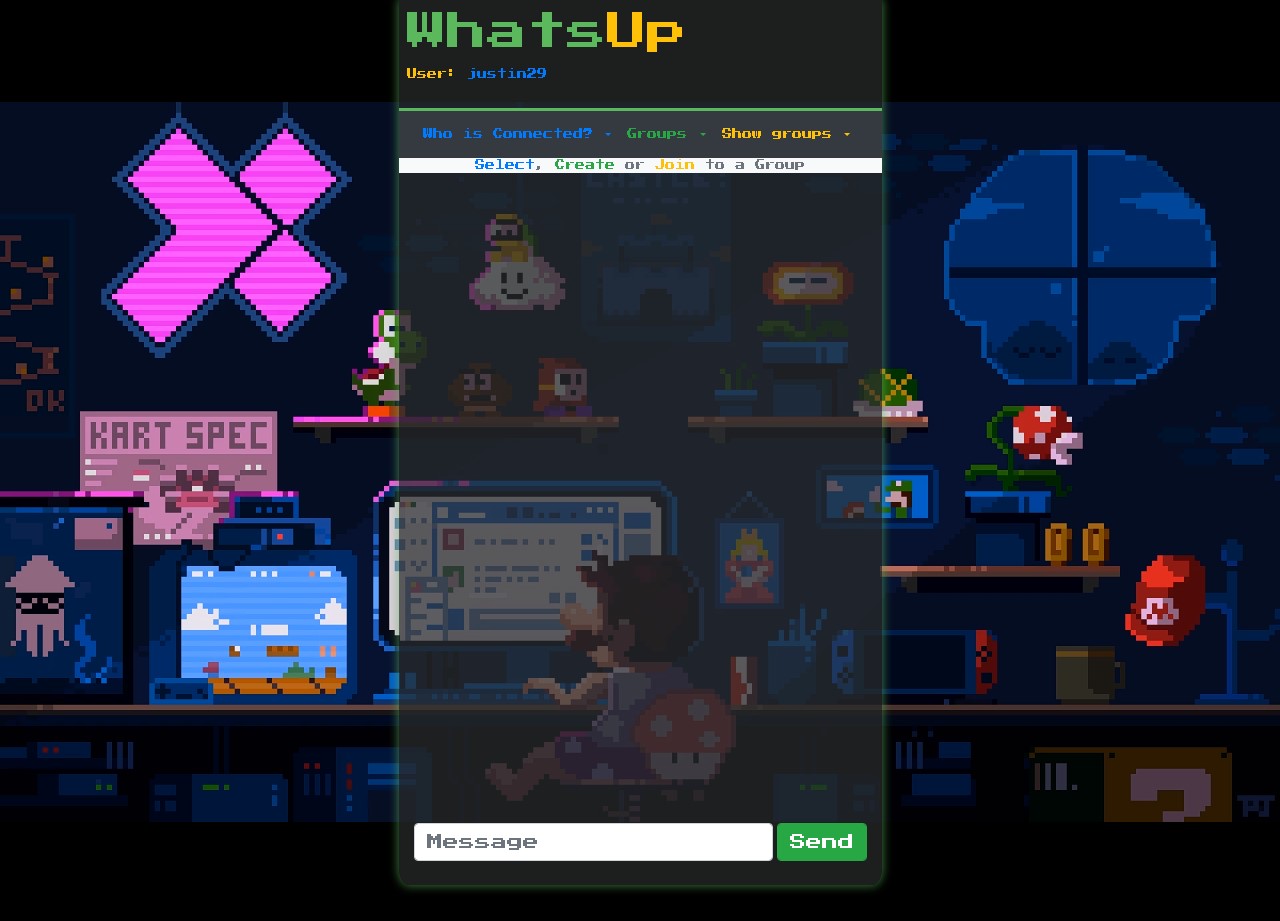 WhatsUp
User: justin29
Who is Connected? Groups Show groups
Select, Create or Join to a Group
KART SPEC
OK
Message Send